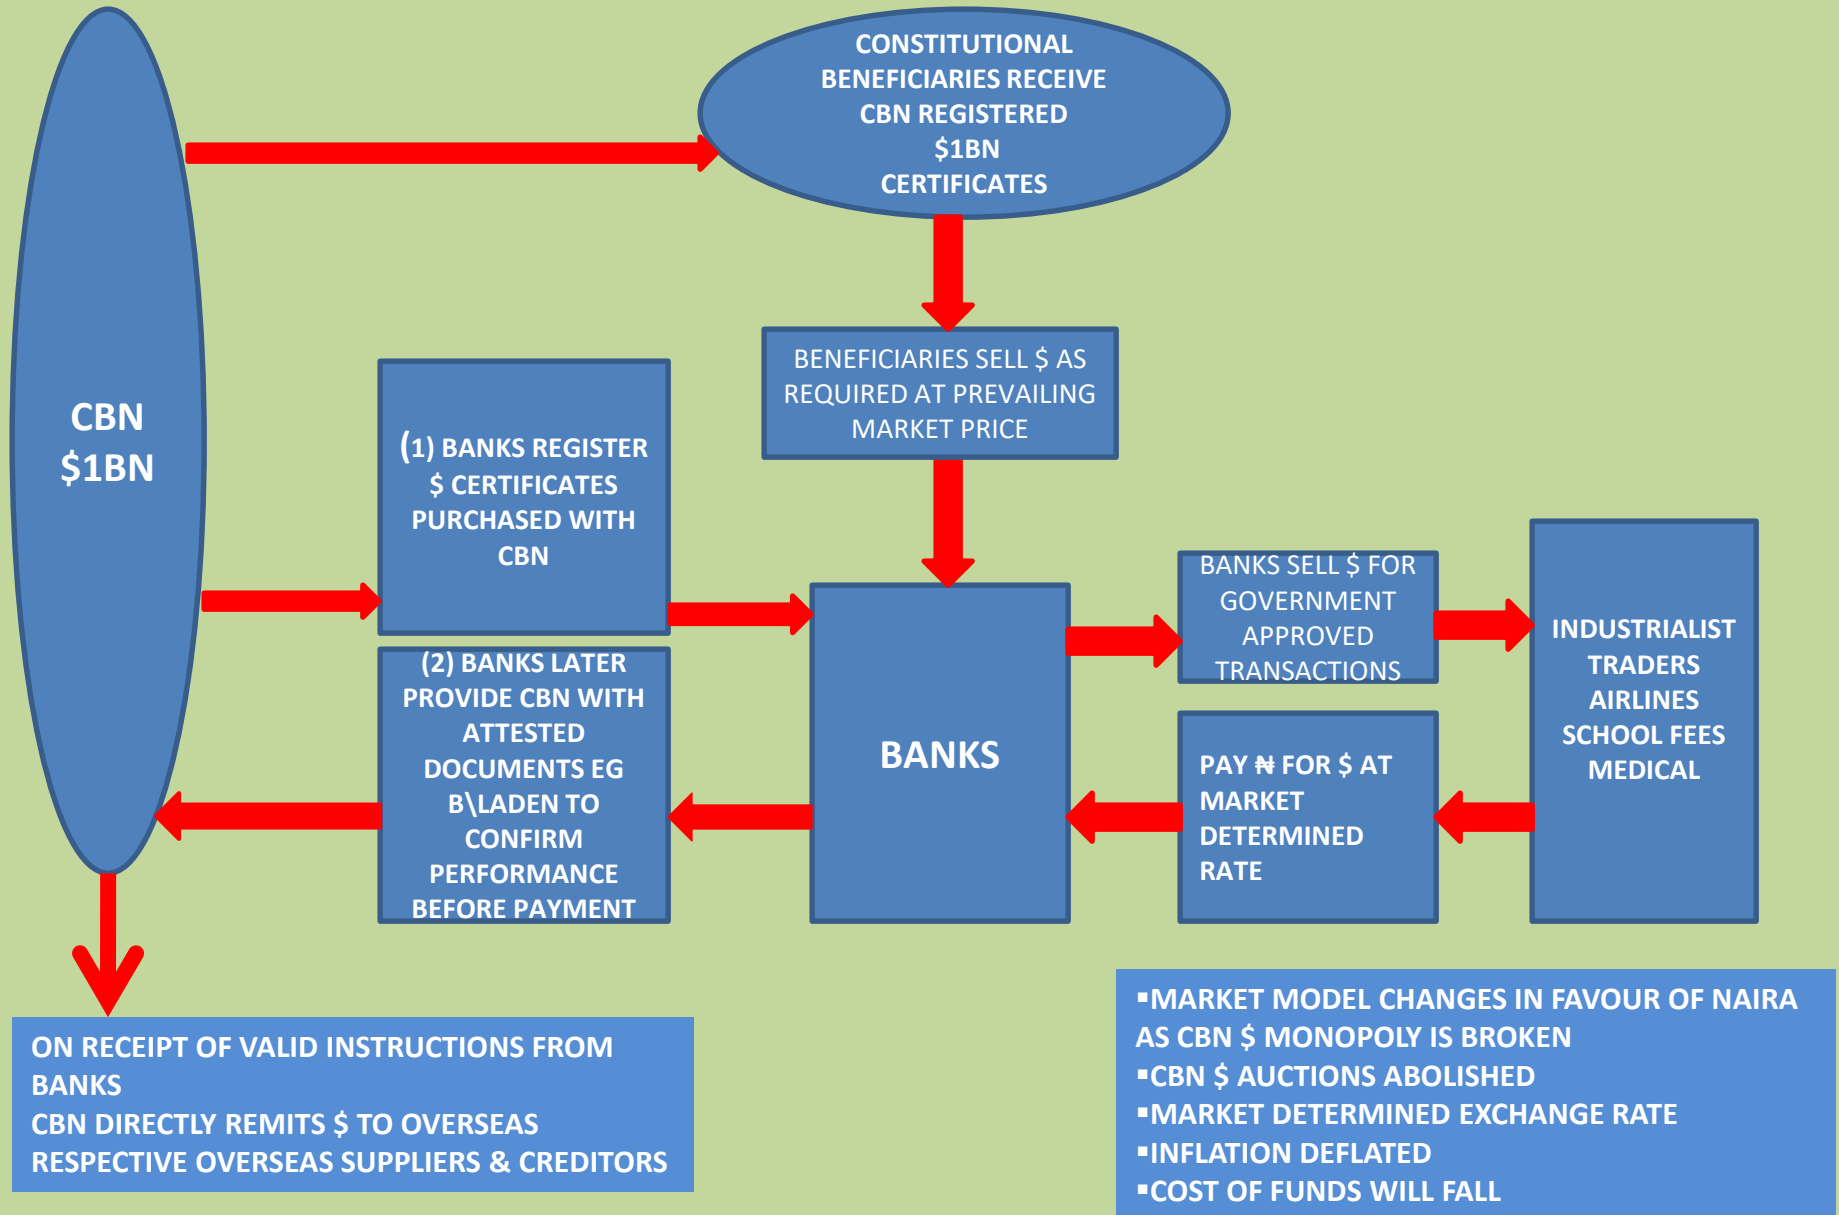 CBN
$1BN
CONSTITUTIONAL
BENEFICIARIES RECEIVE
CBN REGISTERED
$1BN
CERTIFICATES
BENEFICIARIES SELL $ AS
REQUIRED AT PREVAILING
MARKET PRICE
(1) BANKS REGISTER
$ CERTIFICATES
PURCHASED WITH
CBN
(2) BANKS LATER
PROVIDE CBN WITH
ATTESTED
DOCUMENTS EG
B\LADEN TO
CONFIRM
PERFORMANCE
BEFORE PAYMENT
BANKS
BANKS SELL $ FOR
GOVERNMENT
APPROVED
TRANSACTIONS
PAY ₦ FOR $ AT
MARKET
DETERMINED
RATE
INDUSTRIALIST
TRADERS
AIRLINES
SCHOOL FEES
MEDICAL
ON RECEIPT OF VALID INSTRUCTIONS FROM
BANKS
CBN DIRECTLY REMITS $ TO OVERSEAS
RESPECTIVE OVERSEAS SUPPLIERS & CREDITORS
▪MARKET MODEL CHANGES IN FAVOUR OF NAIRA
AS CBN $ MONOPOLY IS BROKEN
▪CBN $ AUCTIONS ABOLISHED
▪MARKET DETERMINED EXCHANGE RATE
▪INFLATION DEFLATED
▪COST OF FUNDS WILL FALL